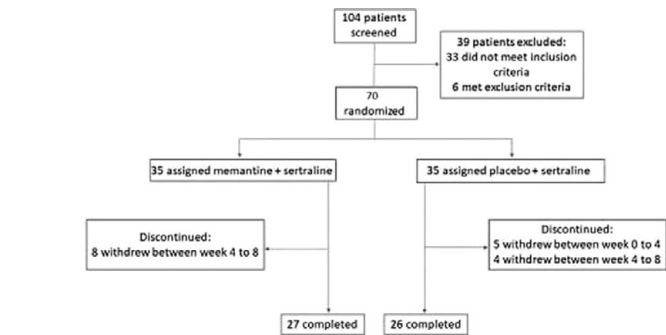 104 patients
screened
39 patients excluded:
33 did not meet inclusion
criteria
6 met exclusion criteria
70
randomized
35 assigned memantine + sertraline
35 assigned placebo + sertraline
Discontinued:
8 withdrew between week 4 to 8
Discontinued:
5 withdrew between week 0 to 4
4 withdrew between week 4 to 8
27 completed
26 completed